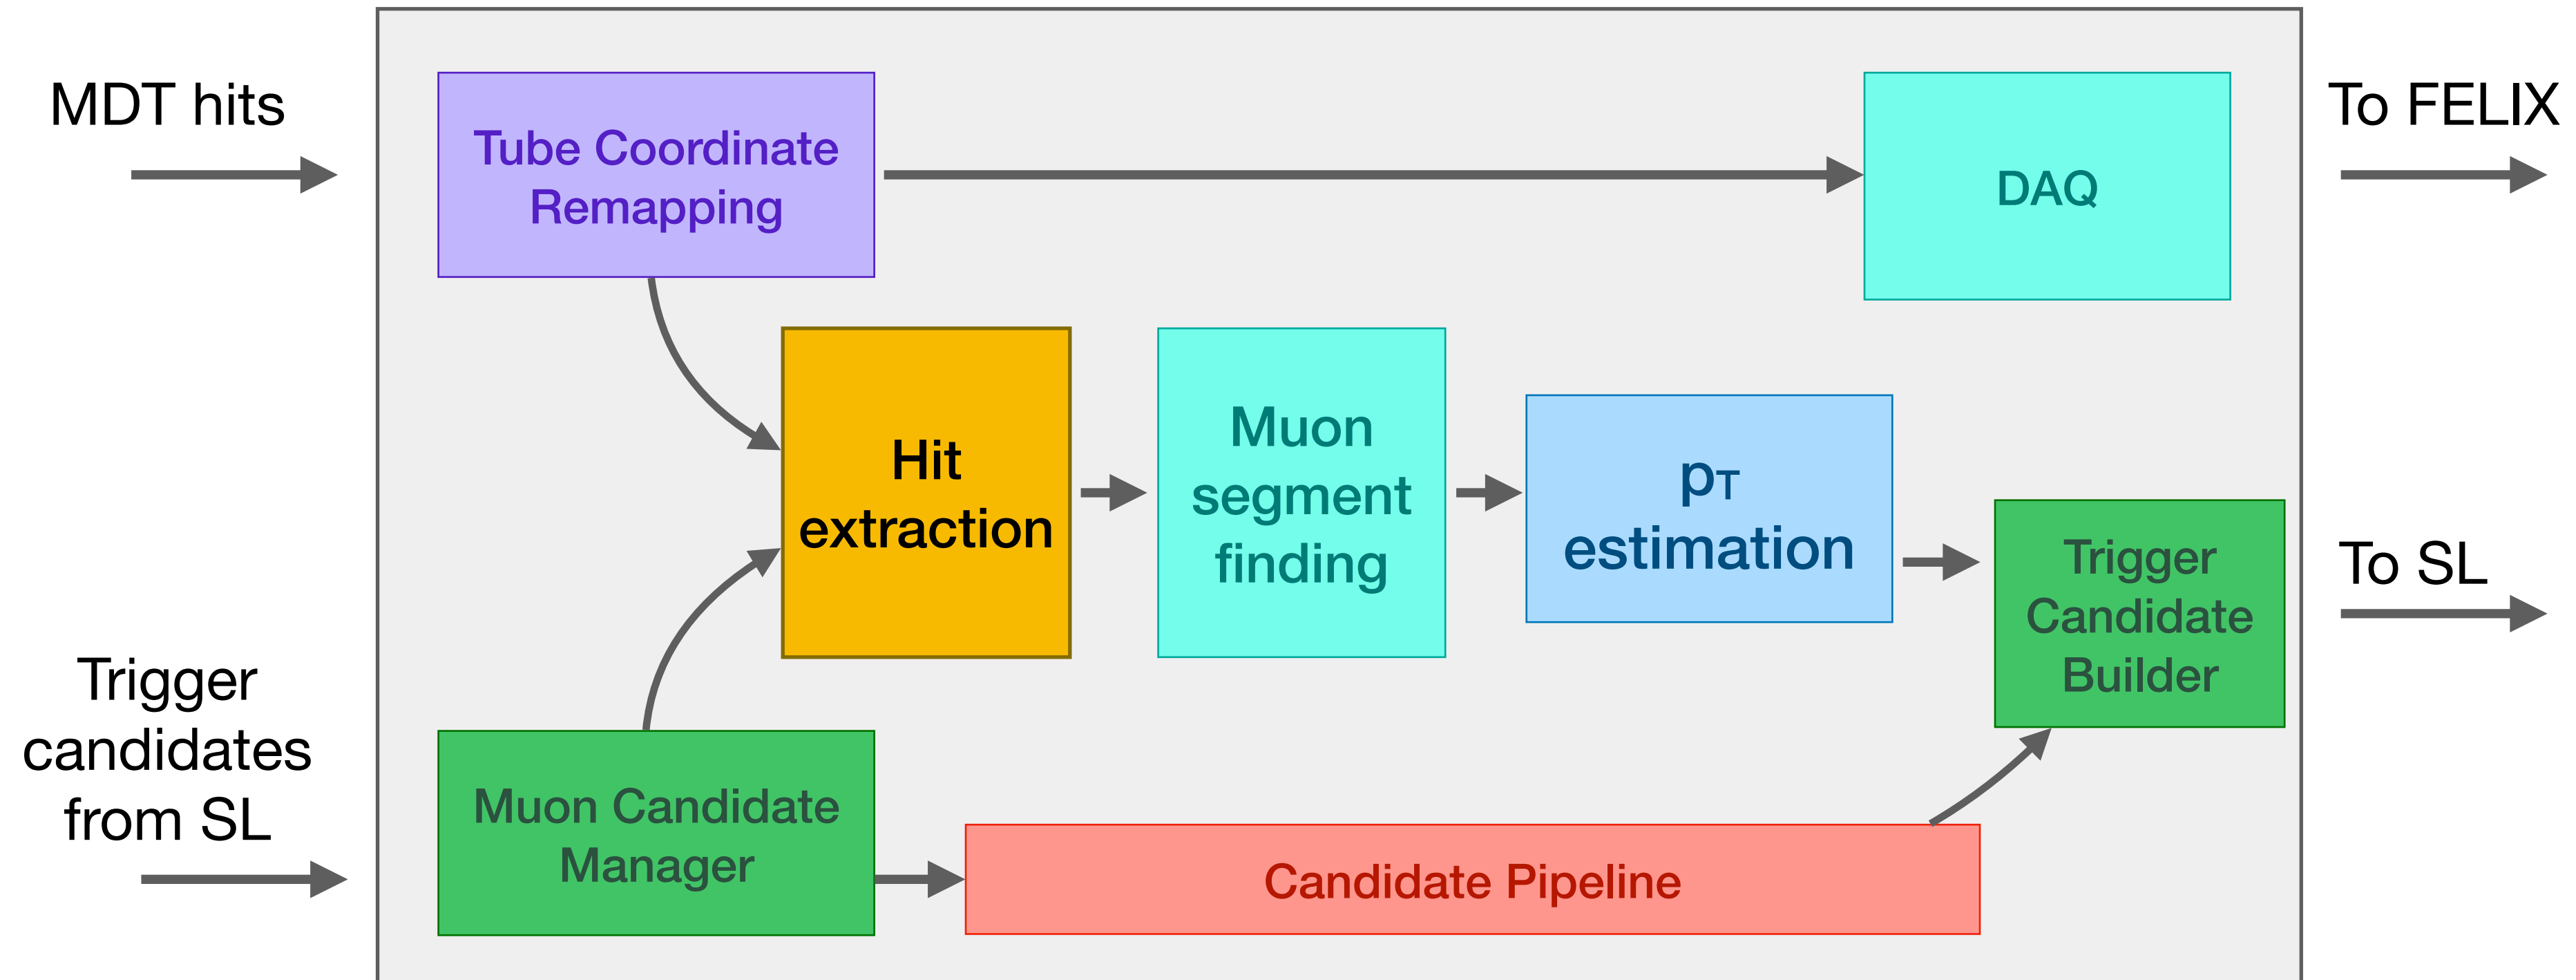 MDT hits
Tube Coordinate
Remapping
DAQ
To FELIX
Hit
extraction
Muon
segment
finding
pT
estimation
Trigger
Candidate
Builder
To SL
Trigger
candidates
from SL
Muon Candidate
Manager
Candidate Pipeline